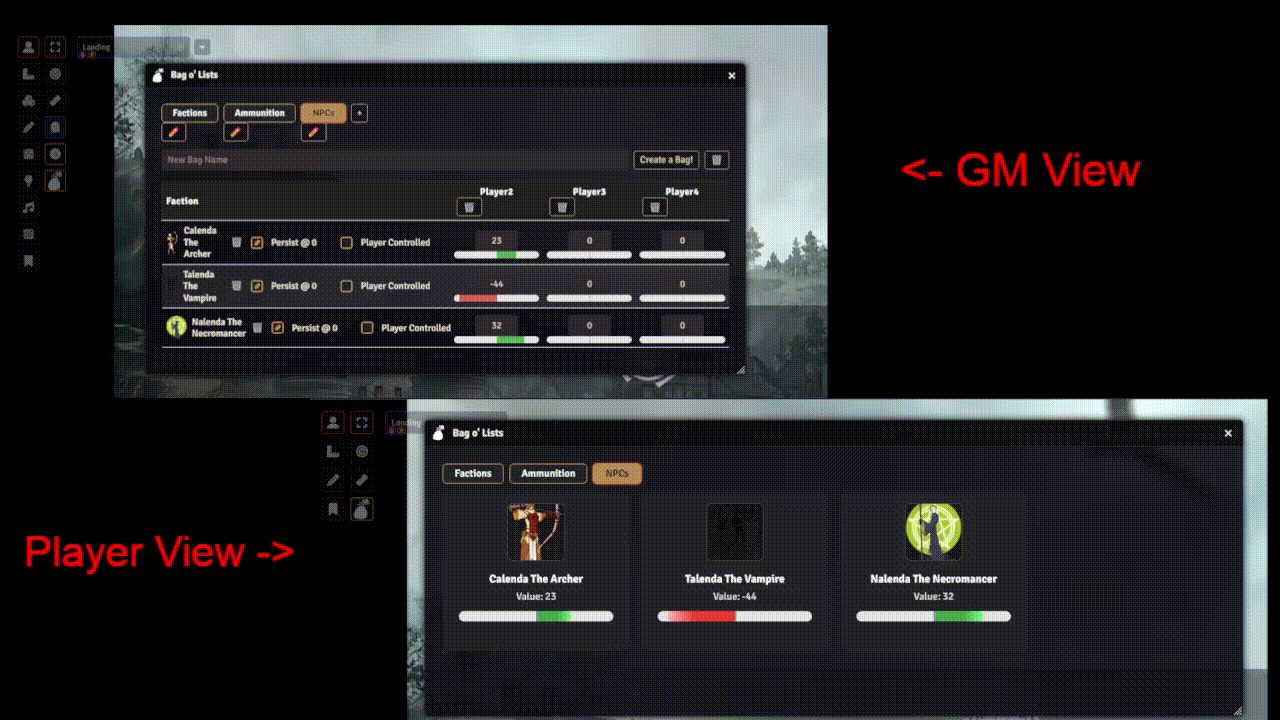 Landing
Bag o' Lists
Factions Ammunition NPCs +
New Bag Name Create a Bag!
Faction Player2 Player3 Player4
Calenda The Archer Persist @ 0 Player Controlled 23 0 0
Talenda The Vampire Persist @ 0 Player Controlled -44 0 0
Nalenda The Necromancer Persist @ 0 Player Controlled 32 0 0
<- GM View
Landing
Bag o' Lists
Factions Ammunition NPCs
Player View ->
Calenda The Archer Talenda The Vampire Nalenda The Necromancer
Value: 23 Value: -44 Value: 32